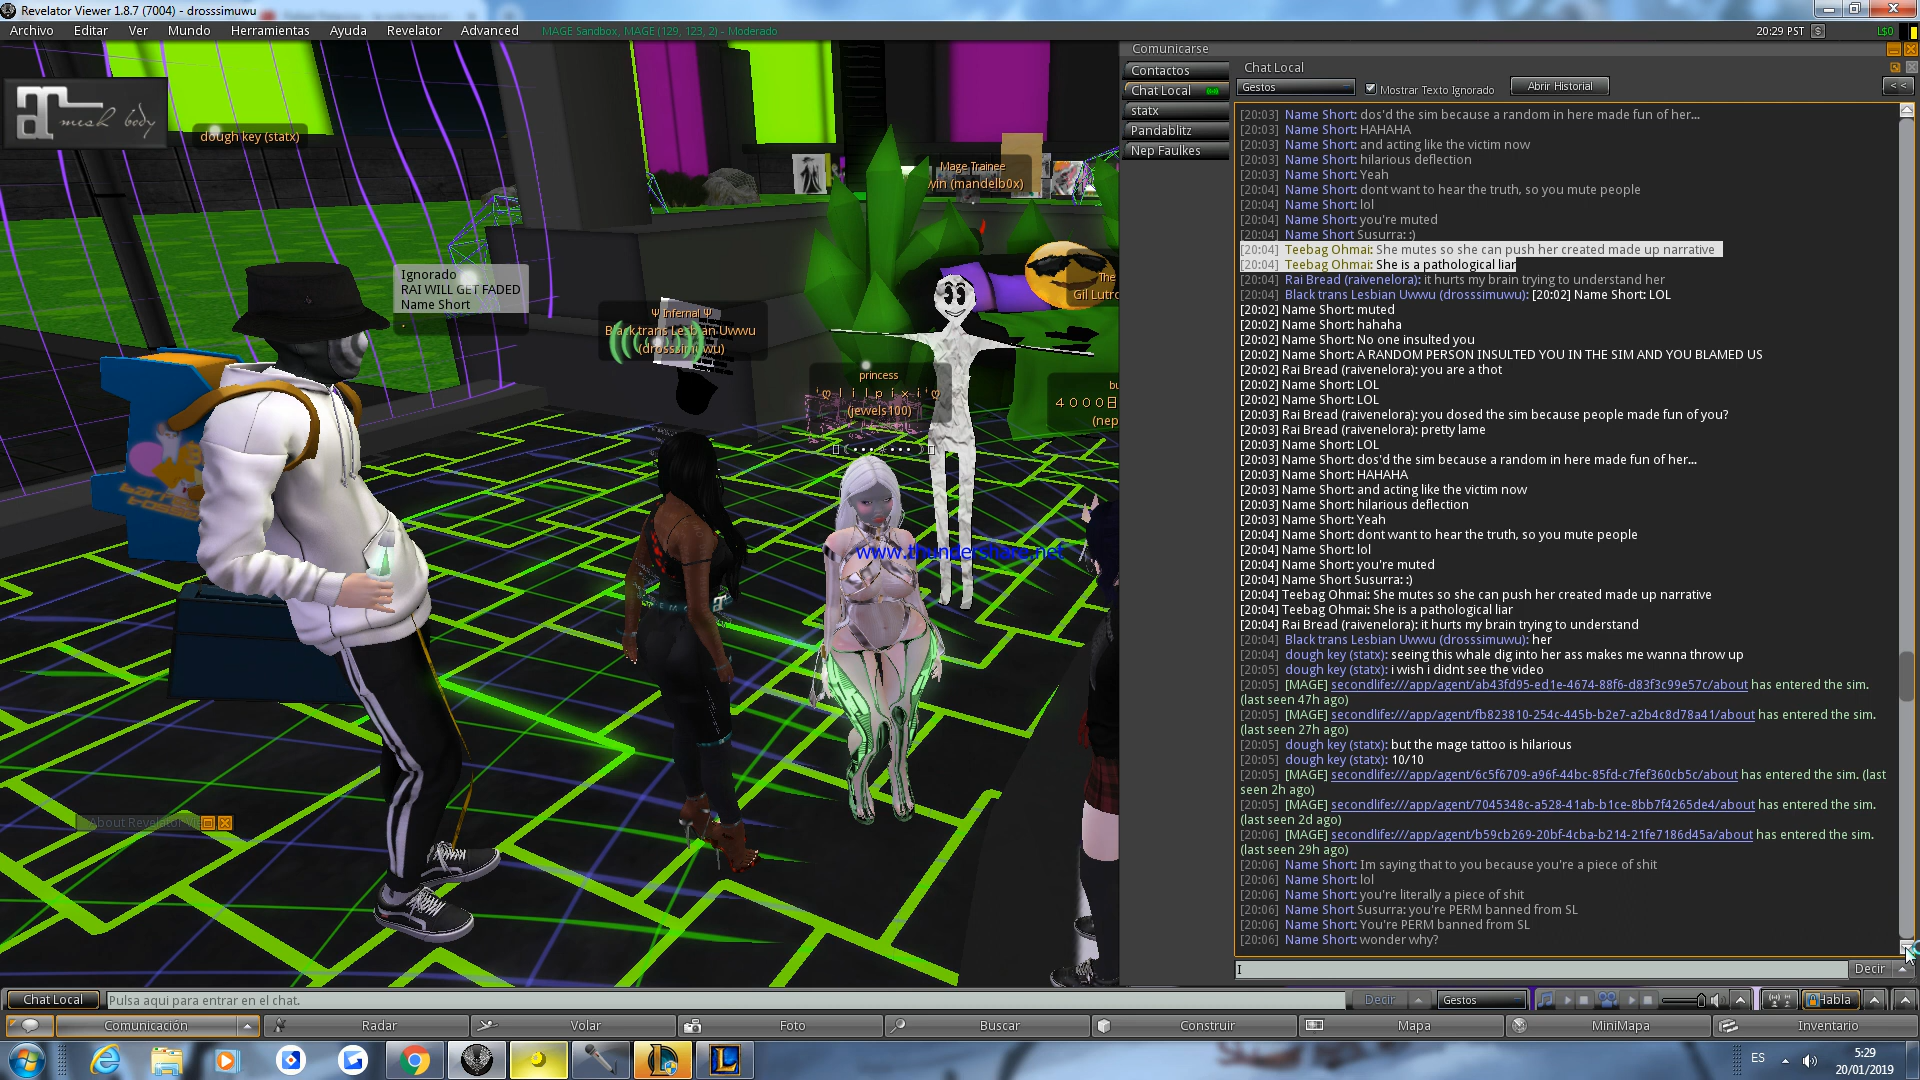 Revelator Viewer 1.8.7 (7004) - drosssimuwu
Archivo Editar Ver Mundo Herramientas Ayuda Revelator Advanced MAGE Sandbox, MAGE (129, 123, 2) - Moderado 20:29 PST L$0
mesh body
dough key (statx)
Ignorado
RAI WILL GET FADED
Name Short
.
Ψ Infernal Ψ
Black trans Lesbian Uwwu
(drosssimuwu)
Mage Trainee
win (mandelb0x)
The
Gil Lutro
princess
l i l p i x i
(jewels100)
bu
4 0 0 0 日
(nep
www.thundershare.net
About Revelator Vie
Comunicarse
Contactos
Chat Local
statx
Pandablitz
Nep Faulkes
Chat Local
Gestos Mostrar Texto Ignorado Abrir Historial < <
[20:03] Name Short: dos'd the sim because a random in here made fun of her...
[20:03] Name Short: HAHAHA
[20:03] Name Short: and acting like the victim now
[20:03] Name Short: hilarious deflection
[20:03] Name Short: Yeah
[20:04] Name Short: dont want to hear the truth, so you mute people
[20:04] Name Short: lol
[20:04] Name Short: you're muted
[20:04] Name Short Susurra: :)
[20:04] Teebag Ohmai: She mutes so she can push her created made up narrative
[20:04] Teebag Ohmai: She is a pathological liar
[20:04] Rai Bread (raivenelora): it hurts my brain trying to understand her
[20:04] Black trans Lesbian Uwwu (drosssimuwu): [20:02] Name Short: LOL
[20:02] Name Short: muted
[20:02] Name Short: hahaha
[20:02] Name Short: No one insulted you
[20:02] Name Short: A RANDOM PERSON INSULTED YOU IN THE SIM AND YOU BLAMED US
[20:02] Rai Bread (raivenelora): you are a thot
[20:02] Name Short: LOL
[20:02] Name Short: LOL
[20:03] Rai Bread (raivenelora): you dosed the sim because people made fun of you?
[20:03] Rai Bread (raivenelora): pretty lame
[20:03] Name Short: LOL
[20:03] Name Short: dos'd the sim because a random in here made fun of her...
[20:03] Name Short: HAHAHA
[20:03] Name Short: and acting like the victim now
[20:03] Name Short: hilarious deflection
[20:03] Name Short: Yeah
[20:04] Name Short: dont want to hear the truth, so you mute people
[20:04] Name Short: lol
[20:04] Name Short: you're muted
[20:04] Name Short Susurra: :)
[20:04] Teebag Ohmai: She mutes so she can push her created made up narrative
[20:04] Teebag Ohmai: She is a pathological liar
[20:04] Rai Bread (raivenelora): it hurts my brain trying to understand
[20:04] Black trans Lesbian Uwwu (drosssimuwu): her
[20:04] dough key (statx): seeing this whale dig into her ass makes me wanna throw up
[20:05] dough key (statx): i wish i didnt see the video
[20:05] [MAGE] secondlife:///app/agent/ab43fd95-ed1e-4674-88f6-d83f3c99e57c/about has entered the sim.
(last seen 47h ago)
[20:05] [MAGE] secondlife:///app/agent/fb823810-254c-445b-b2e7-a2b4c8d78a41/about has entered the sim.
(last seen 27h ago)
[20:05] dough key (statx): but the mage tattoo is hilarious
[20:05] dough key (statx): 10/10
[20:05] [MAGE] secondlife:///app/agent/6c5f6709-a96f-44bc-85fd-c7fef360cb5c/about has entered the sim. (last
seen 2h ago)
[20:05] [MAGE] secondlife:///app/agent/7045348c-a528-41ab-b1ce-8bb7f4265de4/about has entered the sim.
(last seen 2d ago)
[20:06] [MAGE] secondlife:///app/agent/b59cb269-20bf-4cba-b214-21fe7186d45a/about has entered the sim.
(last seen 29h ago)
[20:06] Name Short: Im saying that to you because you're a piece of shit
[20:06] Name Short: lol
[20:06] Name Short: you're literally a piece of shit
[20:06] Name Short Susurra: you're PERM banned from SL
[20:06] Name Short: You're PERM banned from SL
[20:06] Name Short: wonder why?
Decir
Chat Local Pulsa aqui para entrar en el chat. Decir Gestos Habla
Comunicación Radar Volar Foto Buscar Construir Mapa MiniMapa Inventario
ES 5:29
20/01/2019